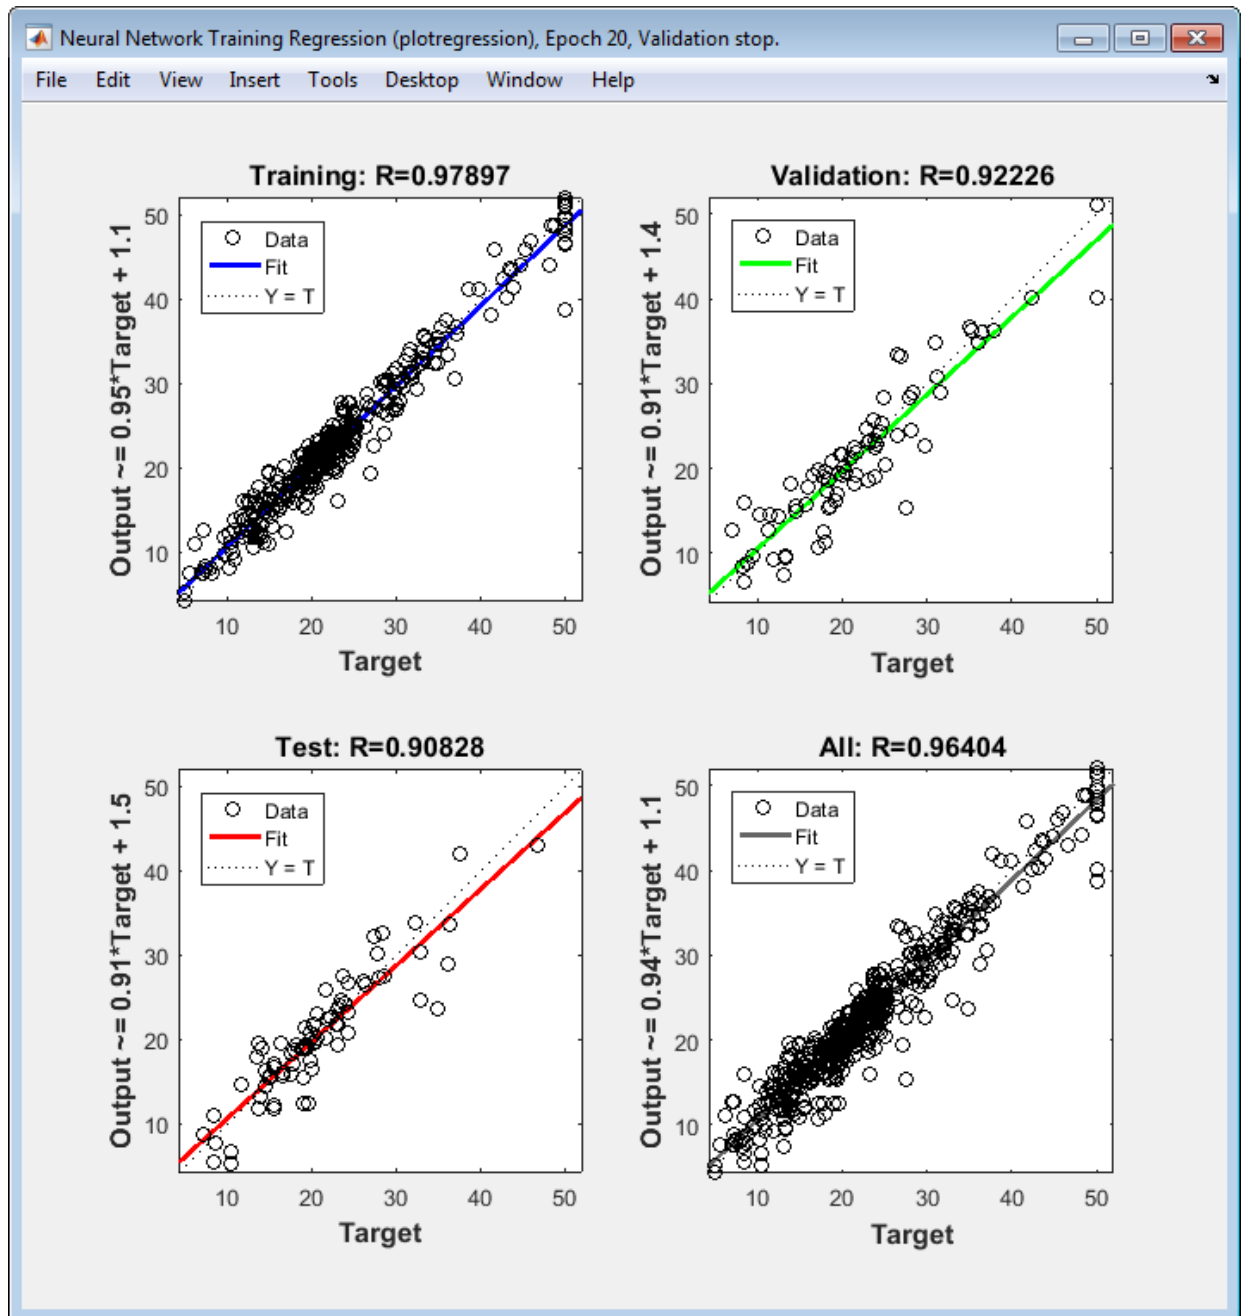 Neural Network Training Regression (plotregression), Epoch 20, Validation stop.
File Edit View Insert Tools Desktop Window Help
Training: R=0.97897
Output ~= 0.95*Target + 1.1
50
40
30
20
10
Data
Fit
Y = T
10 20 30 40 50
Target
Validation: R=0.92226
Output ~= 0.91*Target + 1.4
50
40
30
20
10
Data
Fit
Y = T
10 20 30 40 50
Target
Test: R=0.90828
Output ~= 0.91*Target + 1.5
50
40
30
20
10
Data
Fit
Y = T
10 20 30 40 50
Target
All: R=0.96404
Output ~= 0.94*Target + 1.1
50
40
30
20
10
Data
Fit
Y = T
10 20 30 40 50
Target